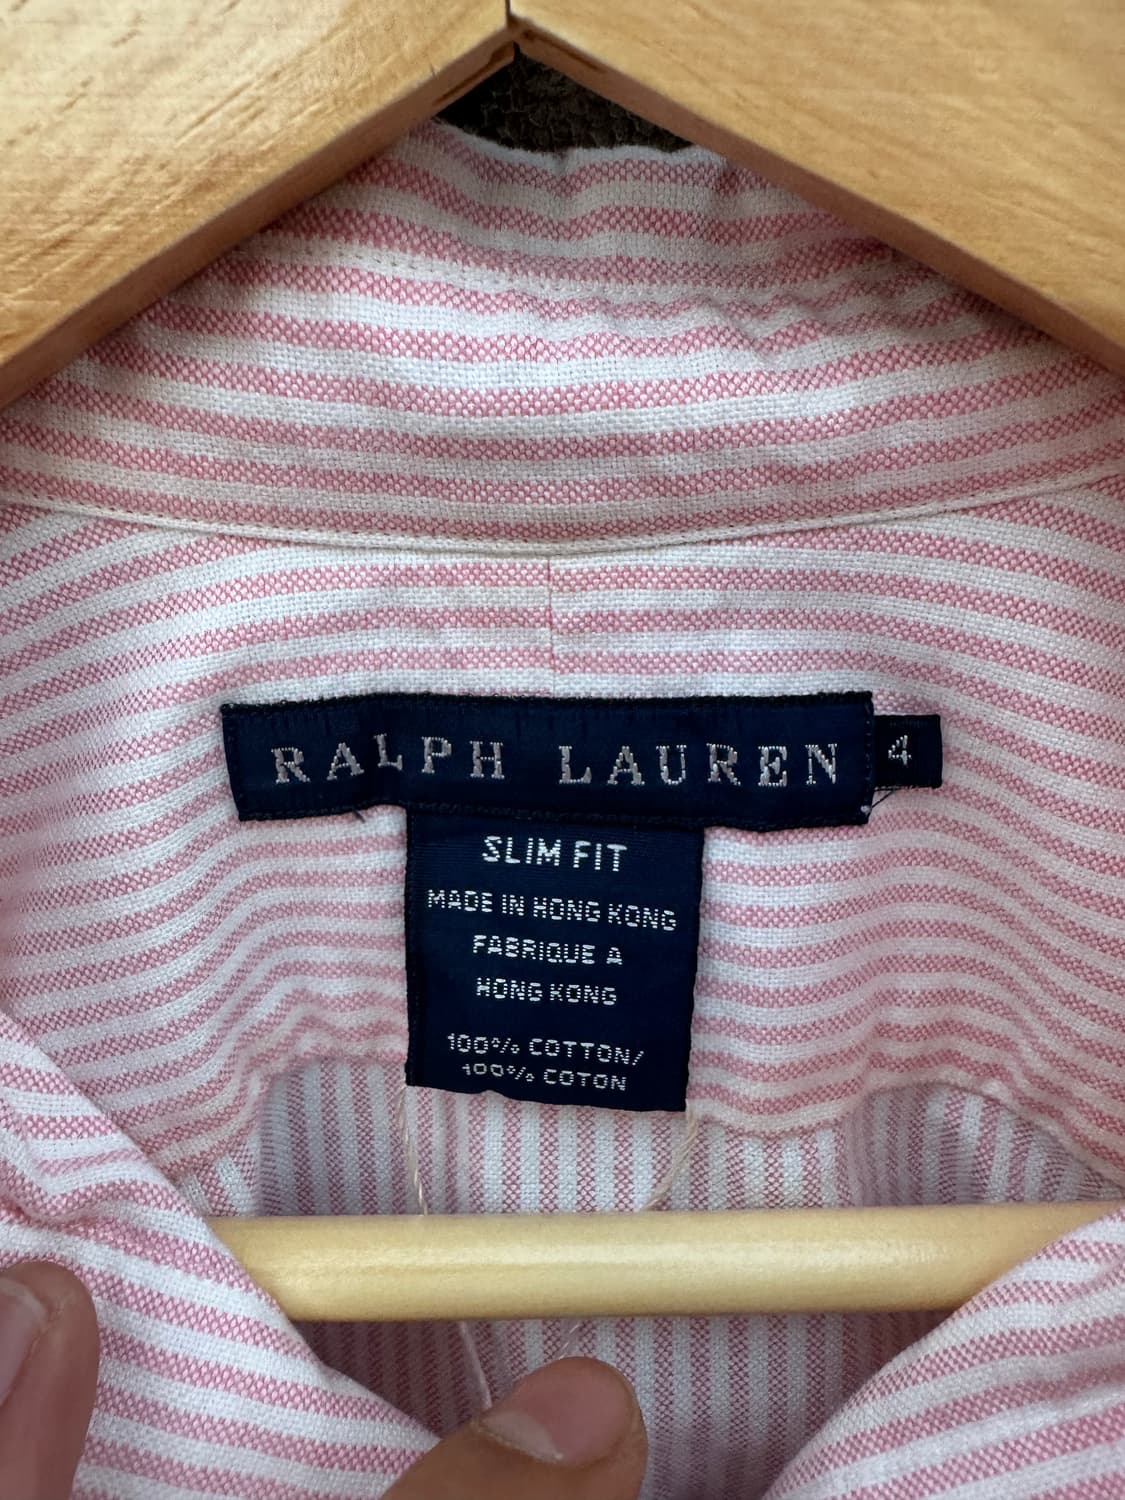 RALPH LAUREN 4
SLIM FIT
MADE IN HONG KONG
FABRIQUE A
HONG KONG
100% COTTON/
100% COTON